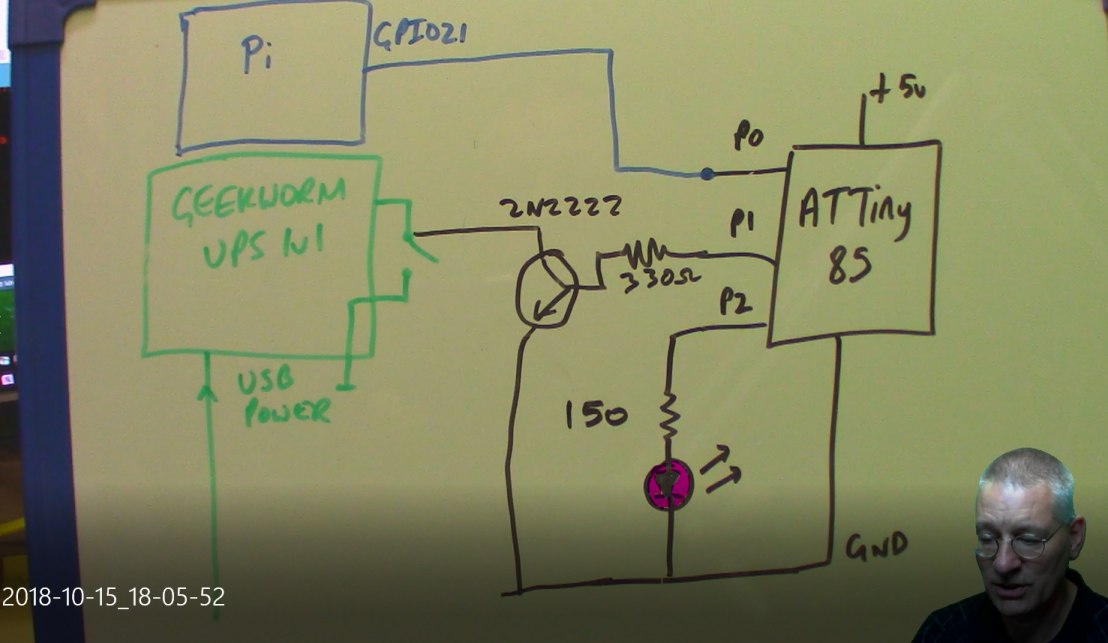 Pi
GPIO21
+5v
P0
GEEKWORM
UPS 1v1
2N2222
P1
ATTiny
85
330Ω
P2
USB
POWER
150
GND
2018-10-15_18-05-52